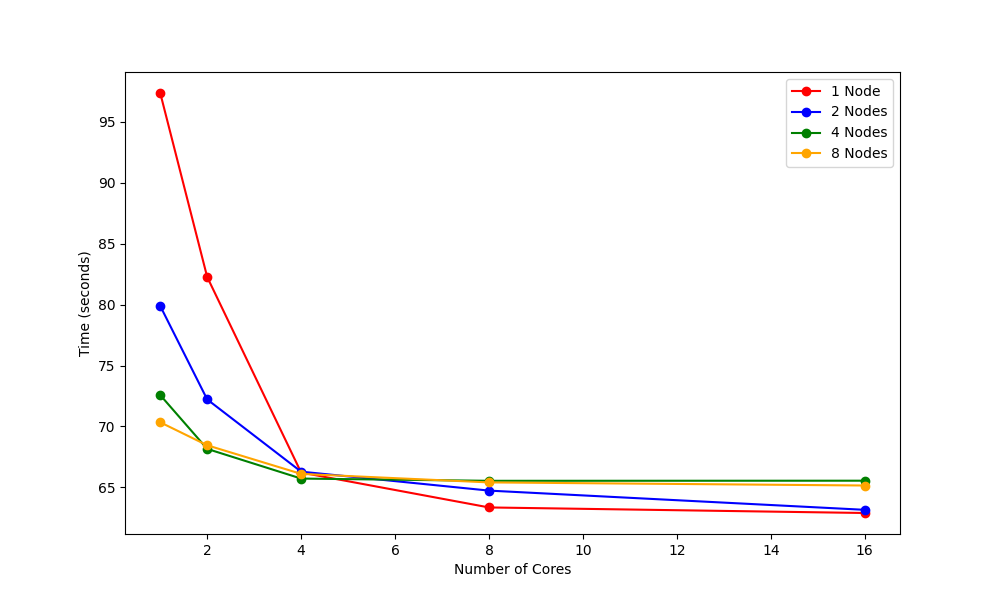 1 Node
2 Nodes
4 Nodes
8 Nodes
Time (seconds)
95
90
85
80
75
70
65
2 4 6 8 10 12 14 16
Number of Cores